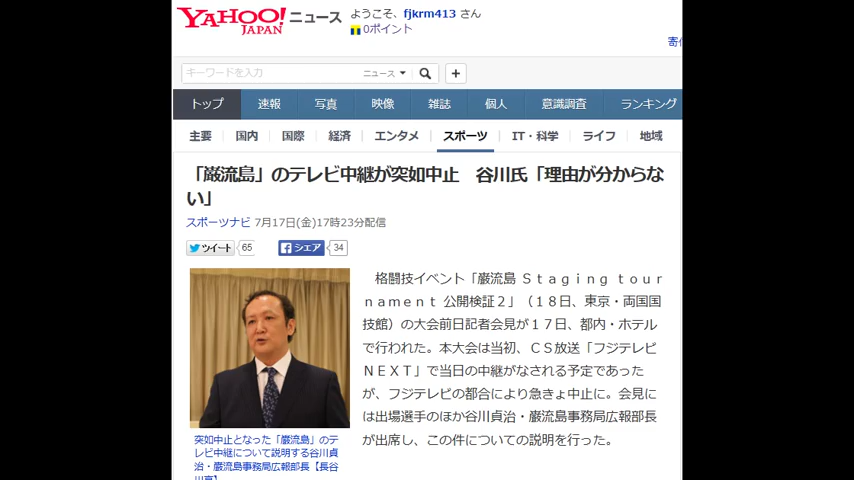 YAHOO! JAPAN ニュース
ようこそ、fjkrm413 さん
0ポイント
キーワードを入力 ニュース
トップ 速報 写真 映像 雑誌 個人 意識調査 ランキング
主要 国内 国際 経済 エンタメ スポーツ IT・科学 ライフ 地域
「巌流島」のテレビ中継が突如中止　谷川氏「理由が分からな
い」
スポーツナビ 7月17日(金)17時23分配信
ツイート 65 シェア 34
格闘技イベント「巌流島 Ｓｔａｇｉｎｇ ｔｏｕｒ
ｎａｍｅｎｔ 公開検証２」（１８日、東京・両国国
技館）の大会前日記者会見が１７日、都内・ホテル
で行われた。本大会は当初、ＣＳ放送「フジテレビ
ＮＥＸＴ」で当日の中継がなされる予定であった
が、フジテレビの都合により急きょ中止に。会見に
は出場選手のほか谷川貞治・巌流島事務局広報部長
が出席し、この件についての説明を行った。
突如中止となった「巌流島」のテ
レビ中継について説明する谷川貞
治・巌流島事務局広報部長【長谷